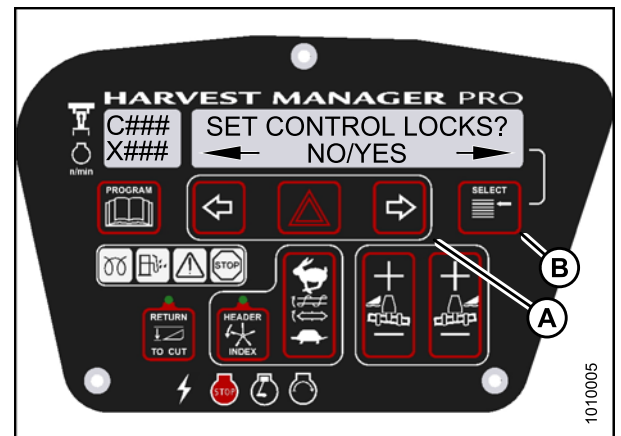 HARVEST MANAGER PRO
C###
X###
n/min
SET CONTROL LOCKS?
NO/YES
PROGRAM
SELECT
STOP
RETURN
TO CUT
HEADER
INDEX
STOP
B
A
1010005